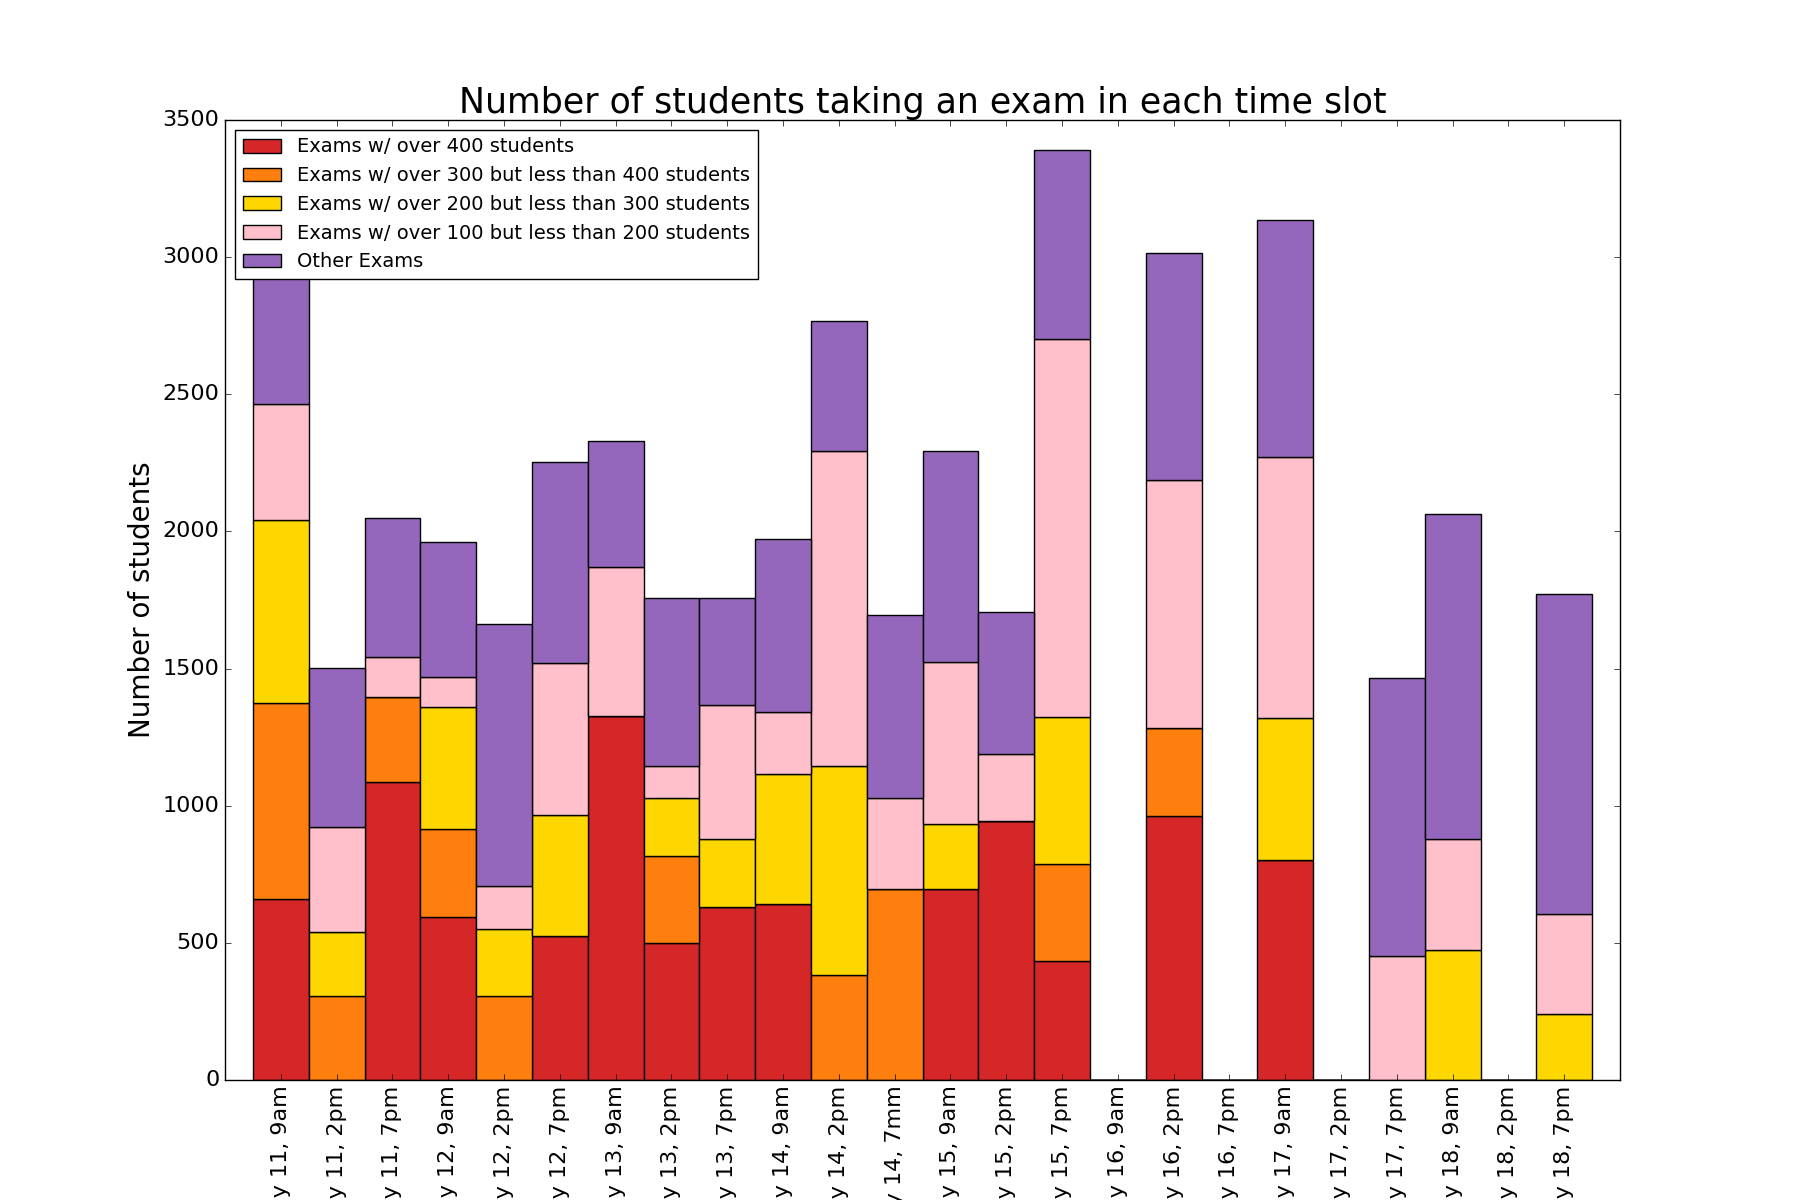 Number of students taking an exam in each time slot
3500
3000
2500
2000
1500
1000
500
0
Number of students
Exams w/ over 400 students
Exams w/ over 300 but less than 400 students
Exams w/ over 200 but less than 300 students
Exams w/ over 100 but less than 200 students
Other Exams
y 11, 9am
y 11, 2pm
y 11, 7pm
y 12, 9am
y 12, 2pm
y 12, 7pm
y 13, 9am
y 13, 2pm
y 13, 7pm
y 14, 9am
y 14, 2pm
y 14, 7mm
y 15, 9am
y 15, 2pm
y 15, 7pm
y 16, 9am
y 16, 2pm
y 16, 7pm
y 17, 9am
y 17, 2pm
y 17, 7pm
y 18, 9am
y 18, 2pm
y 18, 7pm